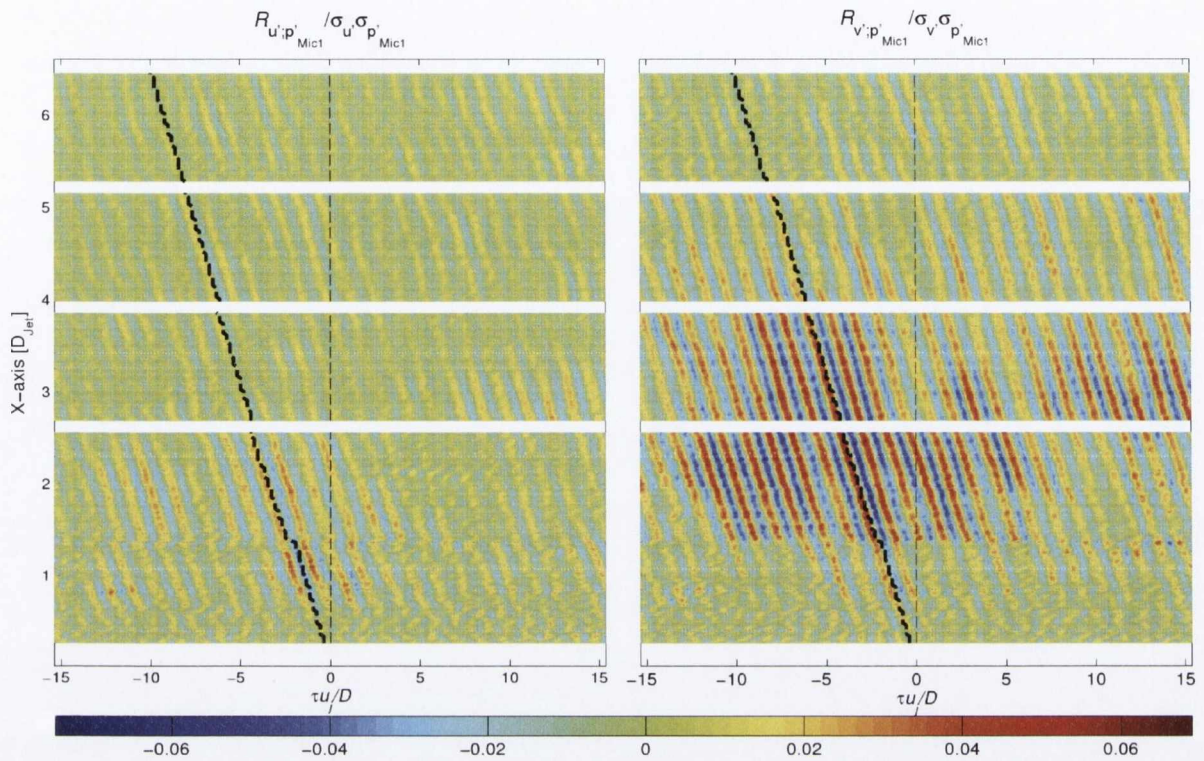 R_{u';p'_{Mic1}} /σ_{u'}σ_{p'_{Mic1}}
R_{v';p'_{Mic1}} /σ_{v'}σ_{p'_{Mic1}}
X-axis [D_{Jet}]
6
5
4
3
2
1
-15 -10 -5 0 5 10 15
τu/D
-15 -10 -5 0 5 10 15
τu/D
-0.06 -0.04 -0.02 0 0.02 0.04 0.06